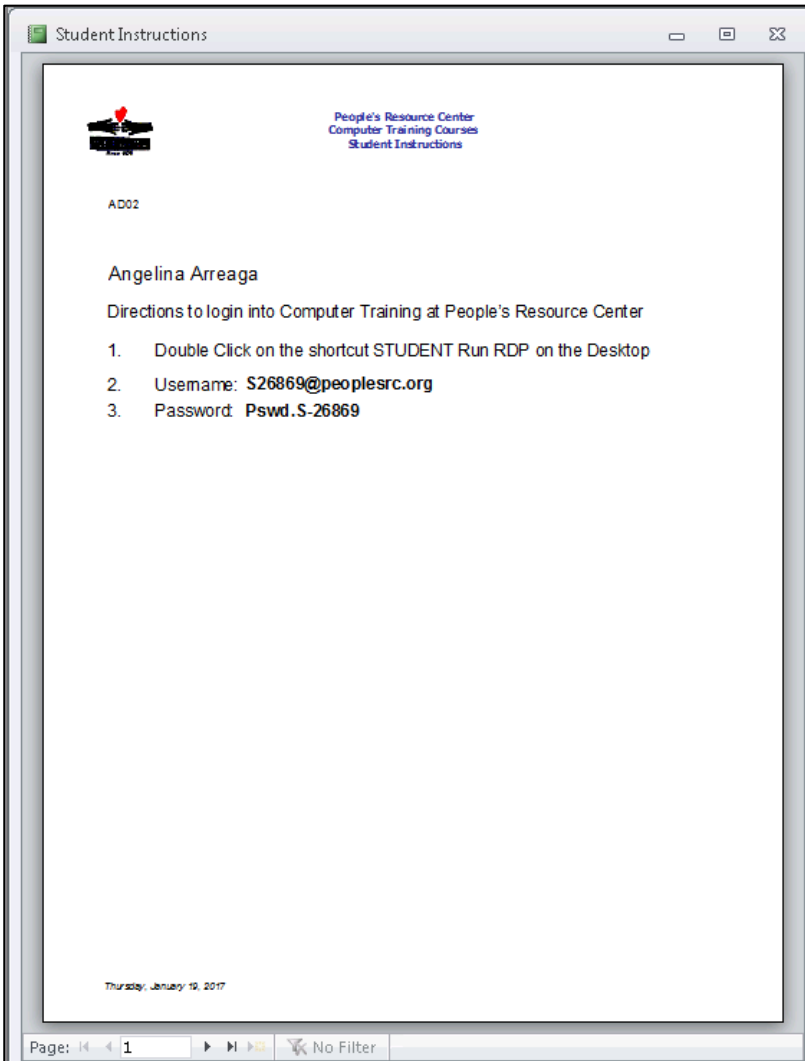 Student Instructions
People's Resource Center
Computer Training Courses
Student Instructions
AD02
Angelina Arreaga
Directions to login into Computer Training at People's Resource Center
1. Double Click on the shortcut STUDENT Run RDP on the Desktop
2. Username: S26869@peoplesrc.org
3. Password: Pswd.S-26869
Thursday, January 19, 2017
Page: 1 No Filter